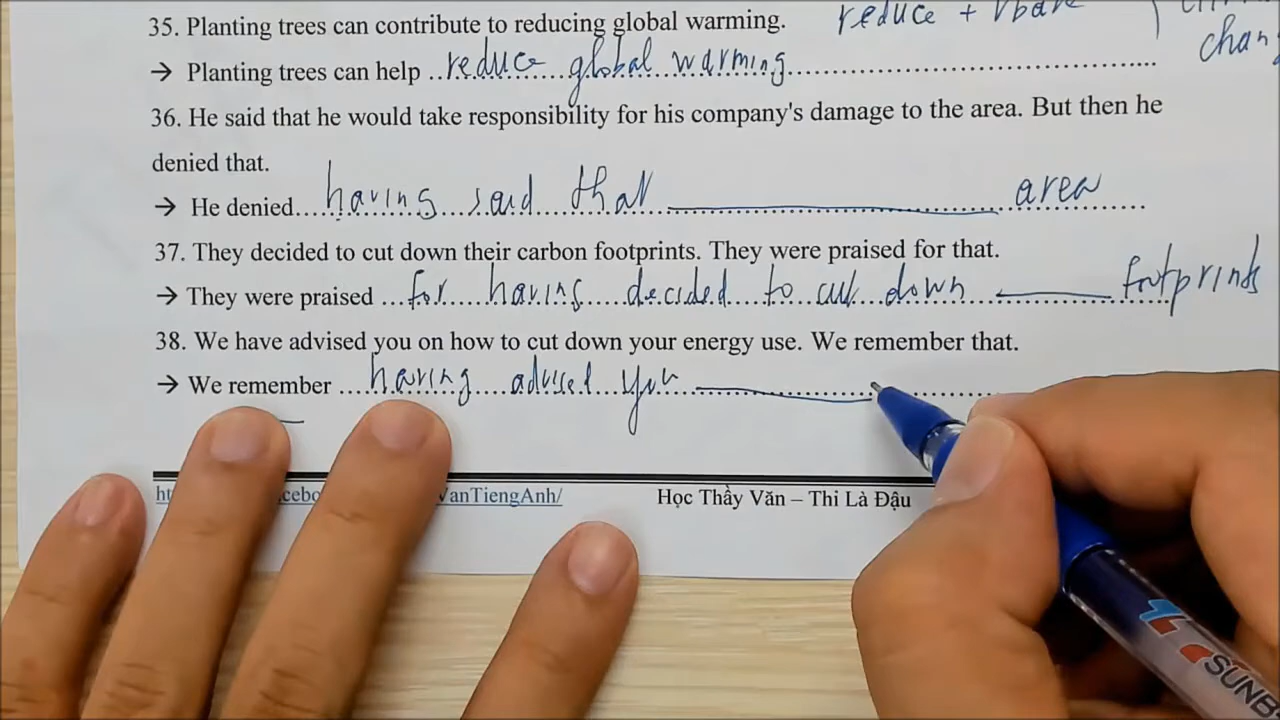 35. Planting trees can contribute to reducing global warming. reduce +
→ Planting trees can help ..reduce global warming
36. He said that he would take responsibility for his company's damage to the area. But then he
denied that.
→ He denied....having said that area
37. They decided to cut down their carbon footprints. They were praised for that.
→ They were praised ...for having decided to cut down footprints
38. We have advised you on how to cut down your energy use. We remember that.
→ We remember ....having advised you
VanTiengAnh/ Học Thầy Văn – Thi Là Đậu
SUNB